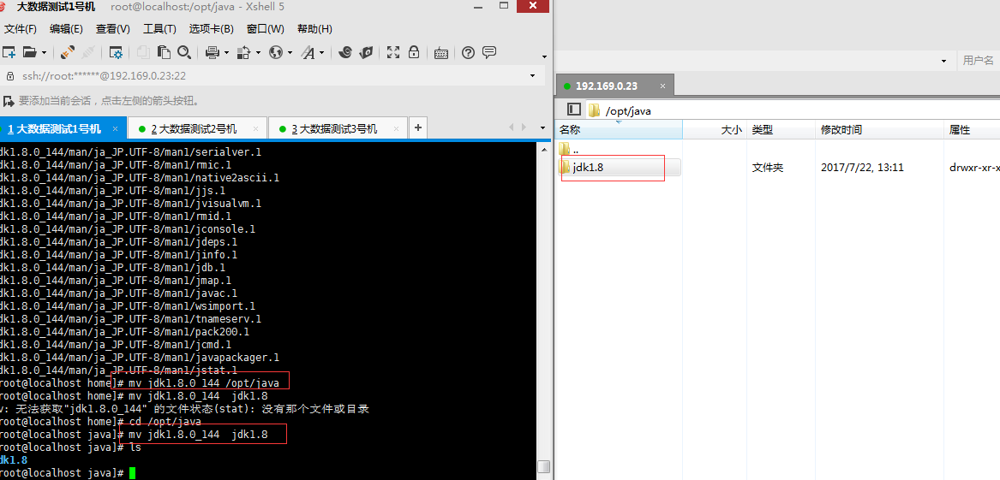 大数据测试1号机 root@localhost:/opt/java - Xshell 5
文件(F) 编辑(E) 查看(V) 工具(T) 选项卡(B) 窗口(W) 帮助(H)
ssh://root:******@192.169.0.23:22
要添加当前会话，点击左侧的箭头按钮。
1 大数据测试1号机 × 2 大数据测试2号机 × 3 大数据测试3号机 × +
dk1.8.0_144/man/ja_JP.UTF-8/man1/serialver.1
dk1.8.0_144/man/ja_JP.UTF-8/man1/rmic.1
dk1.8.0_144/man/ja_JP.UTF-8/man1/native2ascii.1
dk1.8.0_144/man/ja_JP.UTF-8/man1/jjs.1
dk1.8.0_144/man/ja_JP.UTF-8/man1/jvisualvm.1
dk1.8.0_144/man/ja_JP.UTF-8/man1/rmid.1
dk1.8.0_144/man/ja_JP.UTF-8/man1/jconsole.1
dk1.8.0_144/man/ja_JP.UTF-8/man1/jdeps.1
dk1.8.0_144/man/ja_JP.UTF-8/man1/jinfo.1
dk1.8.0_144/man/ja_JP.UTF-8/man1/jdb.1
dk1.8.0_144/man/ja_JP.UTF-8/man1/jmap.1
dk1.8.0_144/man/ja_JP.UTF-8/man1/javac.1
dk1.8.0_144/man/ja_JP.UTF-8/man1/wsimport.1
dk1.8.0_144/man/ja_JP.UTF-8/man1/tnameserv.1
dk1.8.0_144/man/ja_JP.UTF-8/man1/pack200.1
dk1.8.0_144/man/ja_JP.UTF-8/man1/jcmd.1
dk1.8.0_144/man/ja_JP.UTF-8/man1/javapackager.1
dk1.8.0_144/man/ja_JP.UTF-8/man1/jstat.1
root@localhost home]# mv jdk1.8.0_144 /opt/java
root@localhost home]# mv jdk1.8.0_144  jdk1.8
v: 无法获取"jdk1.8.0_144" 的文件状态(stat): 没有那个文件或目录
root@localhost home]# cd /opt/java
root@localhost java]# mv jdk1.8.0_144  jdk1.8
root@localhost java]# ls
dk1.8
root@localhost java]#
用户名
192.169.0.23 ×
/opt/java
名称 大小 类型 修改时间 属性
..
jdk1.8 文件夹 2017/7/22, 13:11 drwxr-xr-x